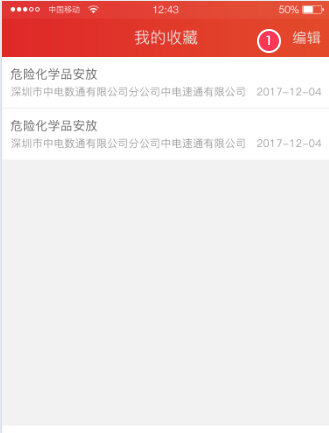 中国移动 12:43 50%
我的收藏 1 编辑
危险化学品安放
深圳市中电数通有限公司分公司中电速通有限公司 2017-12-04
危险化学品安放
深圳市中电数通有限公司分公司中电速通有限公司 2017-12-04